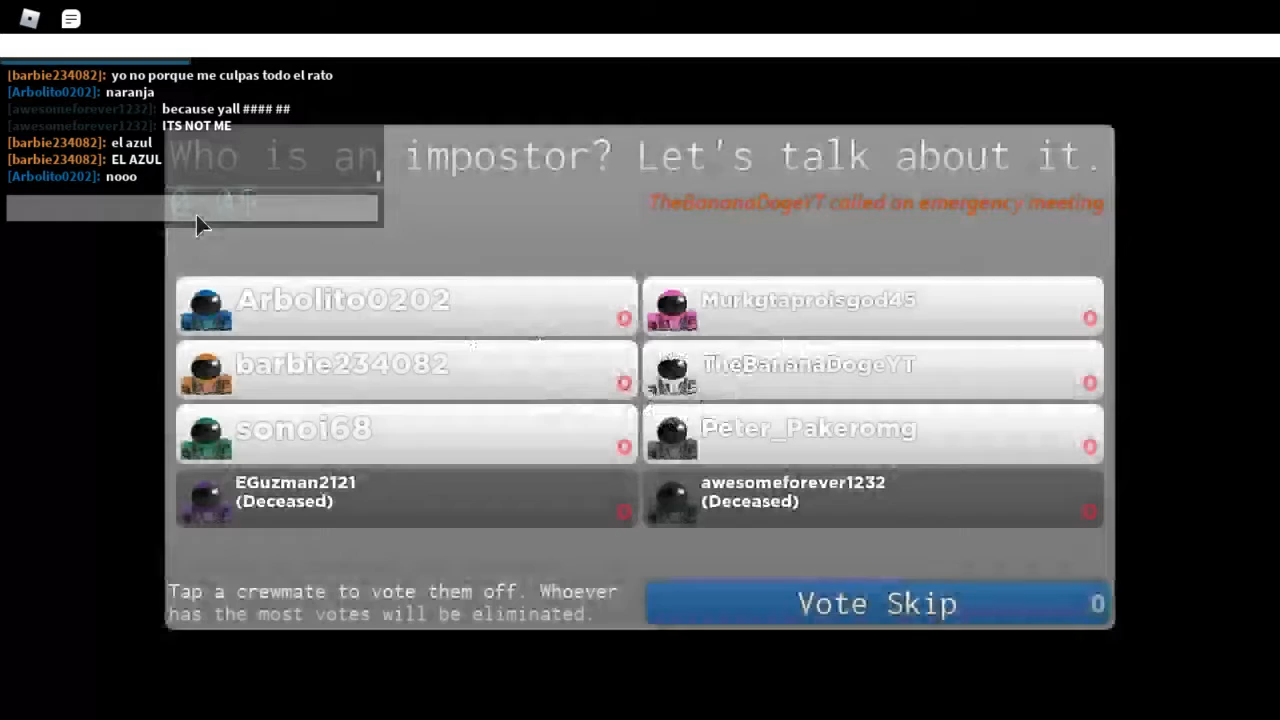 [barbie234082]: yo no porque me culpas todo el rato
[Arbolito0202]: naranja
[awesomeforever1232]: because yall #### ##
[awesomeforever1232]: ITS NOT ME
[barbie234082]: el azul
[barbie234082]: EL AZUL
[Arbolito0202]: nooo
Who is an impostor? Let's talk about it.
TheBananaDogeYT called an emergency meeting
Arbolito0202 0
Murkgtaproisgod45 0
barbie234082 0
TheBananaDogeYT 0
sonoi68 0
Peter_Pakeromg 0
EGuzman2121
(Deceased) 0
awesomeforever1232
(Deceased) 0
Tap a crewmate to vote them off. Whoever
has the most votes will be eliminated.
Vote Skip 0